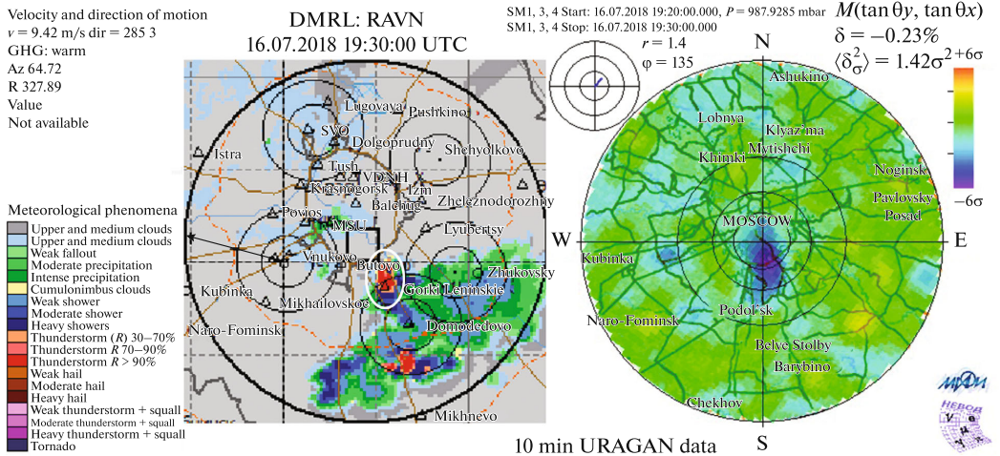 Velocity and direction of motion
v = 9.42 m/s dir = 285 3
GHG: warm
Az 64.72
R 327.89
Value
Not available
DMRL: RAVN
16.07.2018 19:30:00 UTC
SM1, 3, 4 Start: 16.07.2018 19:20:00.000, P = 987.9285 mbar
SM1, 3, 4 Stop: 16.07.2018 19:30:00.000
r = 1.4
φ = 135
M(tan θy, tan θx)
δ = −0.23%
⟨δ²σ⟩ = 1.42σ²
+6σ
−6σ
Meteorological phenomena
Upper and medium clouds
Upper and medium clouds
Weak fallout
Moderate precipitation
Intense precipitation
Cumulonimbus clouds
Weak shower
Moderate shower
Heavy showers
Thunderstorm (R) 30–70%
Thunderstorm R 70–90%
Thunderstorm R > 90%
Weak hail
Moderate hail
Heavy hail
Weak thunderstorm + squall
Moderate thunderstorm + squall
Heavy thunderstorm + squall
Tornado
Lugovaya
Pushkino
SVO
Dolgoprudny
Istra
Shchyolkovo
Tush
VDNH
Krasnogorsk
Izm
Balchug
Zheleznodorozhny
Povios
MSU
Lyubertsy
Vnukovo
Butovo
Zhukovsky
Kubinka
Gorki Leninskie
Mikhailovskoe
Naro-Fominsk
Domodedovo
Mikhnevo
N
Ashukino
Lobnya
Klyaz'ma
Khimki
Mytishchi
Noginsk
Pavlovsky
Posad
MOSCOW
W
E
Kubinka
Podol'sk
Naro-Fominsk
Belye Stolby
Barybino
Chekhov
S
10 min URAGAN data
НЕВОД